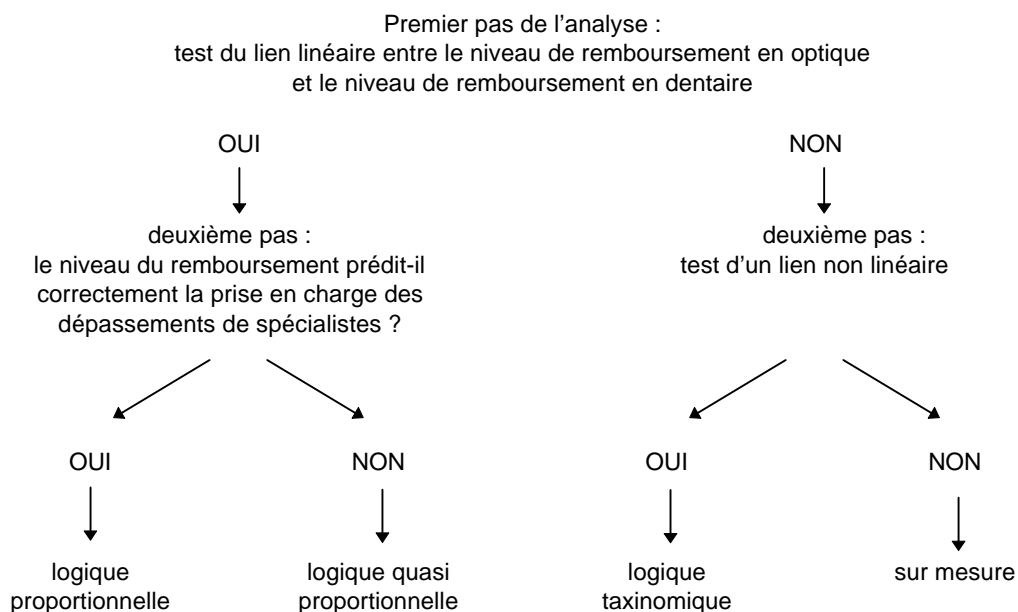 Premier pas de l'analyse :
test du lien linéaire entre le niveau de remboursement en optique
et le niveau de remboursement en dentaire
OUI
NON
deuxième pas :
le niveau du remboursement prédit-il
correctement la prise en charge des
dépassements de spécialistes ?
deuxième pas :
test d'un lien non linéaire
OUI
NON
OUI
NON
logique
proportionnelle
logique quasi
proportionnelle
logique
taxinomique
sur mesure